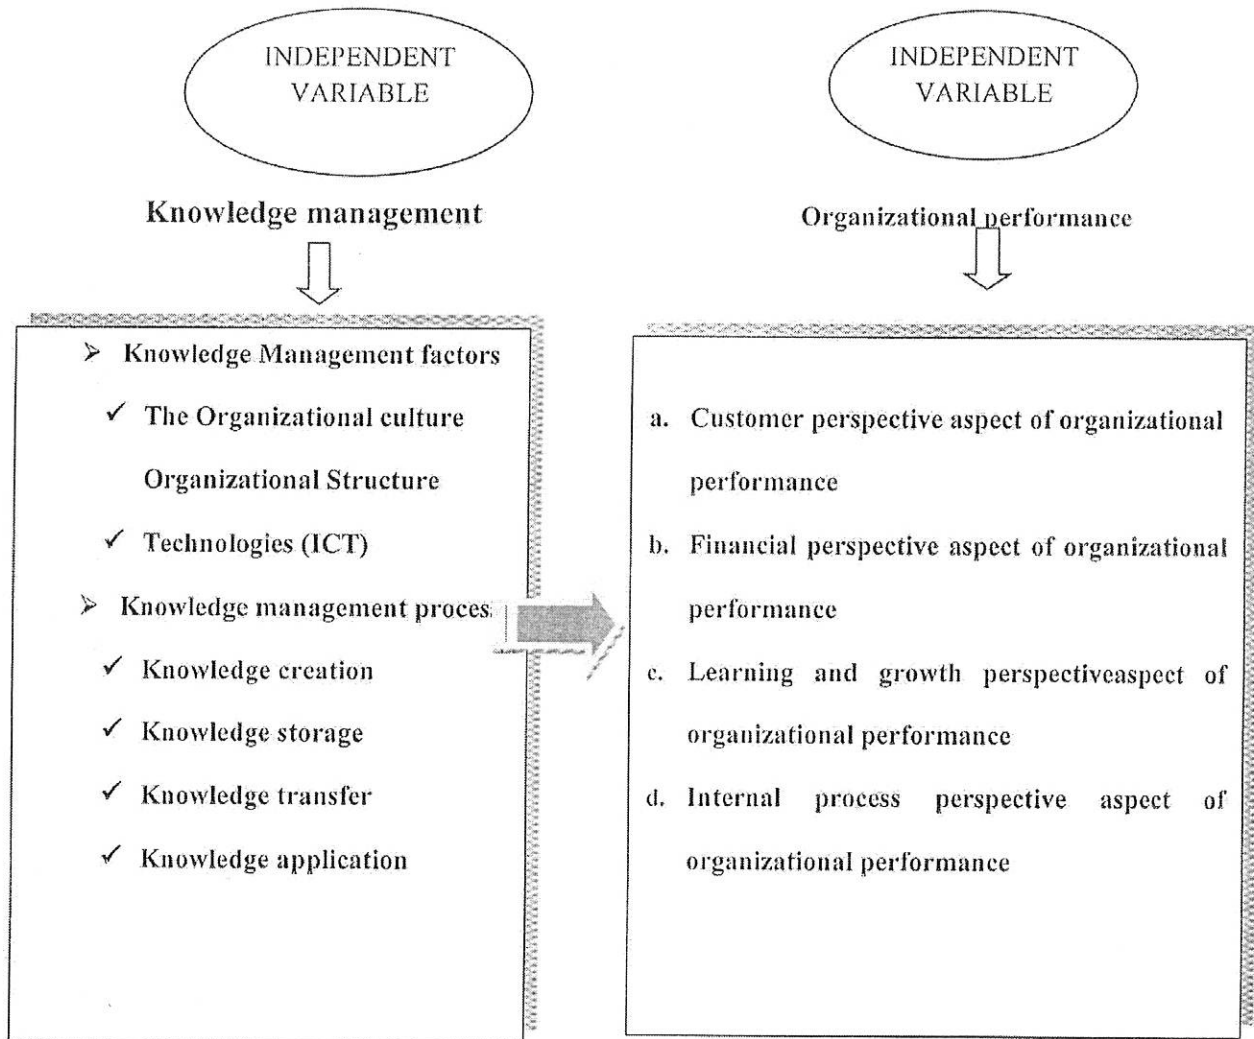 INDEPENDENT
VARIABLE
Knowledge management
➢ Knowledge Management factors
✓ The Organizational culture
Organizational Structure
✓ Technologies (ICT)
➢ Knowledge management proces
✓ Knowledge creation
✓ Knowledge storage
✓ Knowledge transfer
✓ Knowledge application
INDEPENDENT
VARIABLE
Organizational performance
a. Customer perspective aspect of organizational
performance
b. Financial perspective aspect of organizational
performance
c. Learning and growth perspectiveaspect of
organizational performance
d. Internal process perspective aspect of
organizational performance